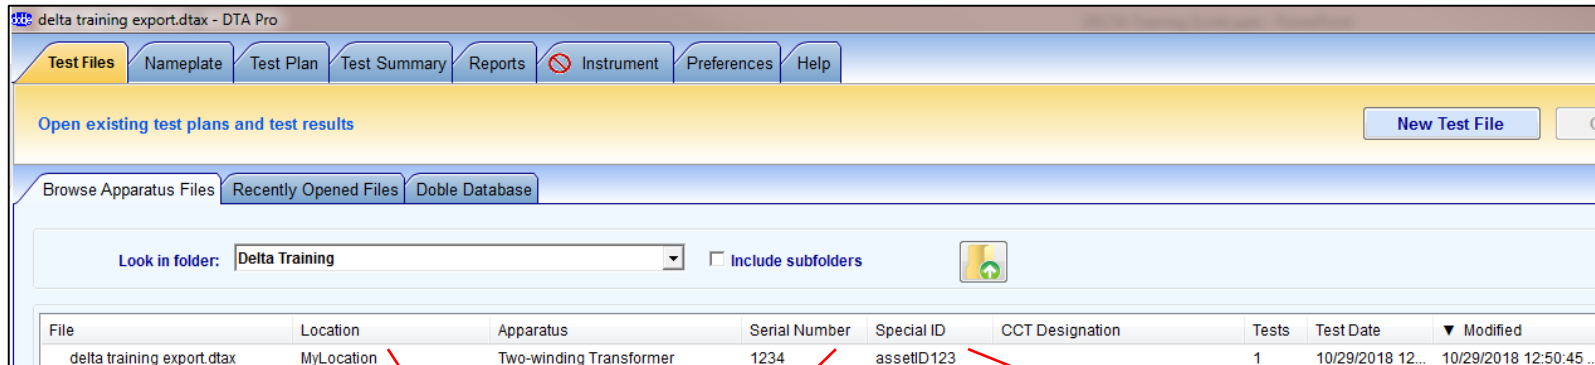 delta training export.dtax - DTA Pro
Test Files Nameplate Test Plan Test Summary Reports Instrument Preferences Help
Open existing test plans and test results New Test File
Browse Apparatus Files Recently Opened Files Doble Database
Look in folder: Delta Training Include subfolders
File Location Apparatus Serial Number Special ID CCT Designation Tests Test Date ▼ Modified
delta training export.dtax MyLocation Two-winding Transformer 1234 assetID123 1 10/29/2018 12... 10/29/2018 12:50:45 ..